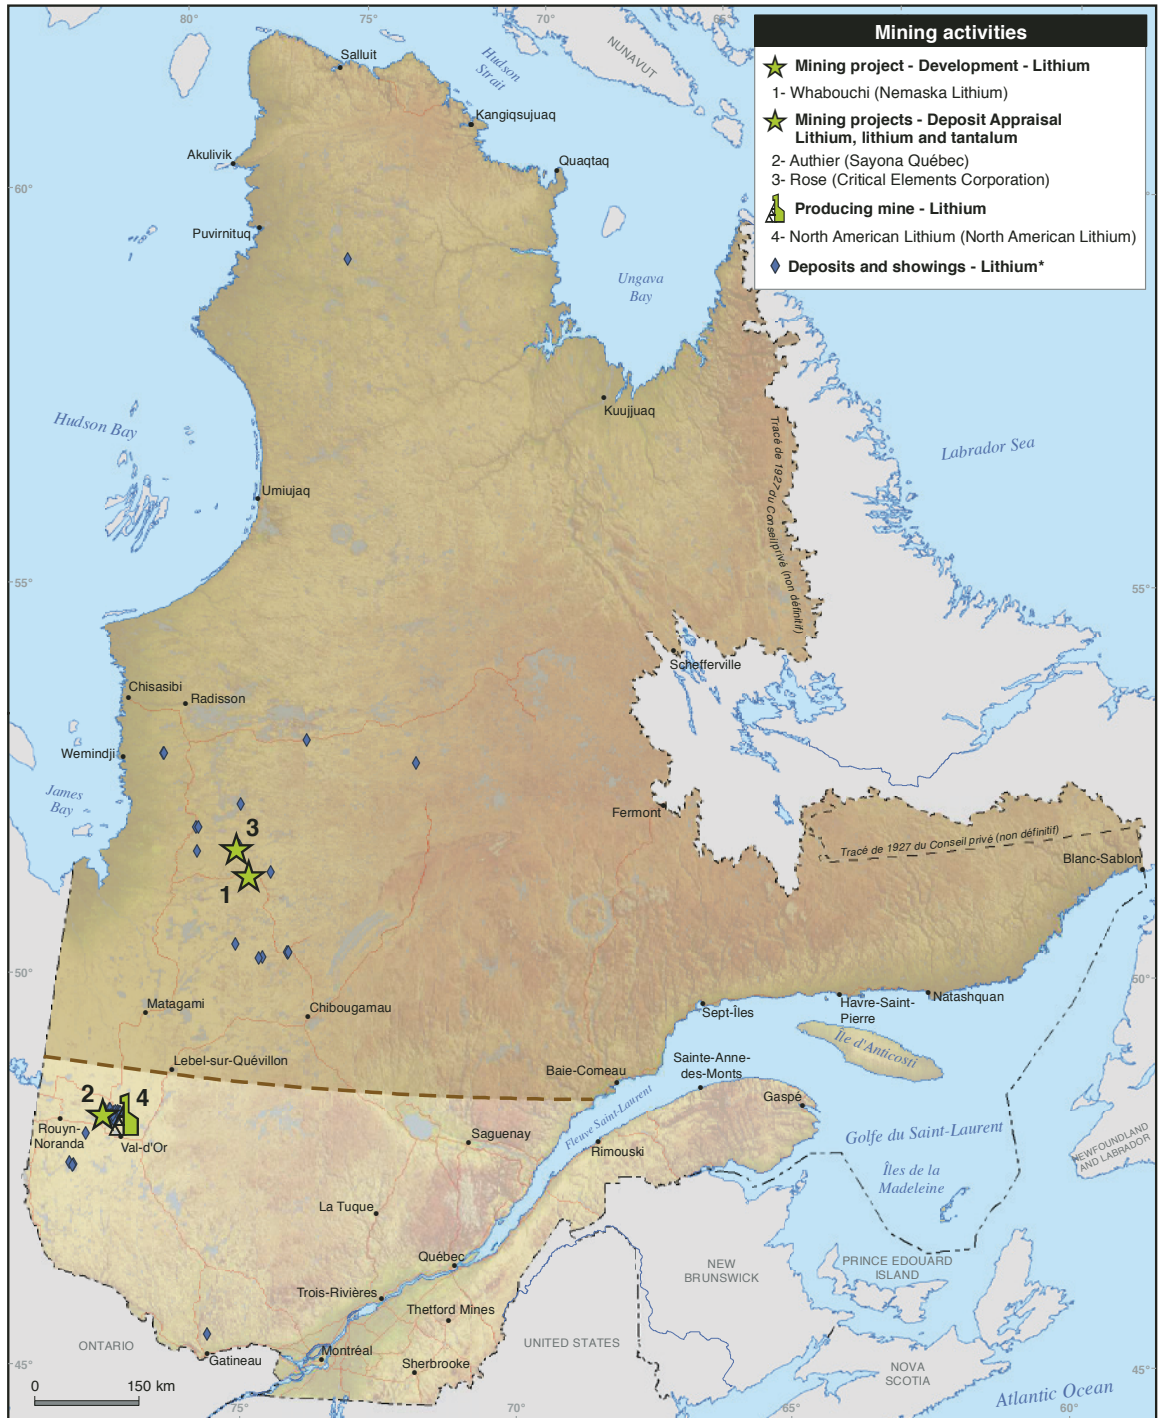 80°
75°
70°
65°
Mining activities
Mining project - Development - Lithium
1- Whabouchi (Nemaska Lithium)
Mining projects - Deposit Appraisal
Lithium, lithium and tantalum
2- Authier (Sayona Québec)
3- Rose (Critical Elements Corporation)
Producing mine - Lithium
4- North American Lithium (North American Lithium)
Deposits and showings - Lithium*
Salluit
Hudson
Strait
NUNAVUT
Kangiqsujuaq
Akulivik
Quaqtaq
60°
Puvirnituq
Ungava
Bay
Kuujjuaq
Hudson Bay
Tracé de 1927 du Conseil privé (non définitif)
Labrador Sea
Umiujaq
55°
55°
Schefferville
Chisasibi
Radisson
Wemindji
James
Bay
Fermont
3
1
Tracé de 1927 du Conseil privé (non définitif)
Blanc-Sablon
50°
50°
Matagami
Chibougamau
Sept-Îles
Havre-Saint-
Pierre
Natashquan
Île d'Anticosti
Lebel-sur-Quévillon
Baie-Comeau
Sainte-Anne-
des-Monts
Gaspé
2
4
Rouyn-
Noranda
Val-d'Or
Saguenay
Fleuve Saint-Laurent
Rimouski
Golfe du Saint-Laurent
NEWFOUNDLAND
AND LABRADOR
Îles de la
Madeleine
La Tuque
Québec
NEW
BRUNSWICK
PRINCE EDOUARD
ISLAND
Trois-Rivières
Thetford Mines
ONTARIO
Gatineau
Montréal
Sherbrooke
UNITED STATES
NOVA
SCOTIA
45°
45°
0
150 km
Atlantic Ocean
75°
70°
65°
60°